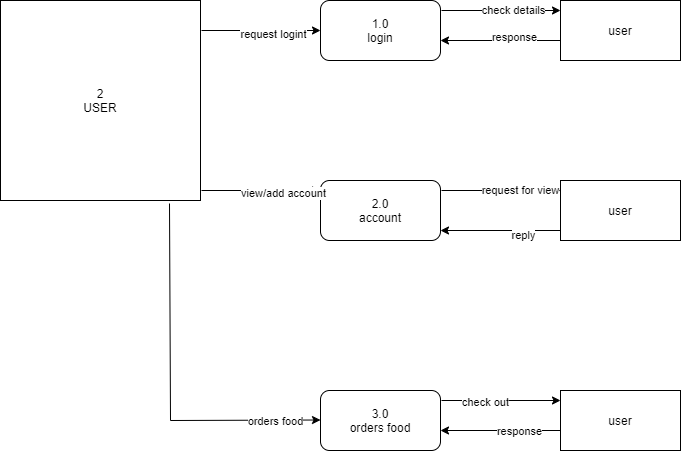 2
USER
request logint
1.0
login
check details
response
user
view/add account
2.0
account
request for view
reply
user
orders food
3.0
orders food
check out
response
user